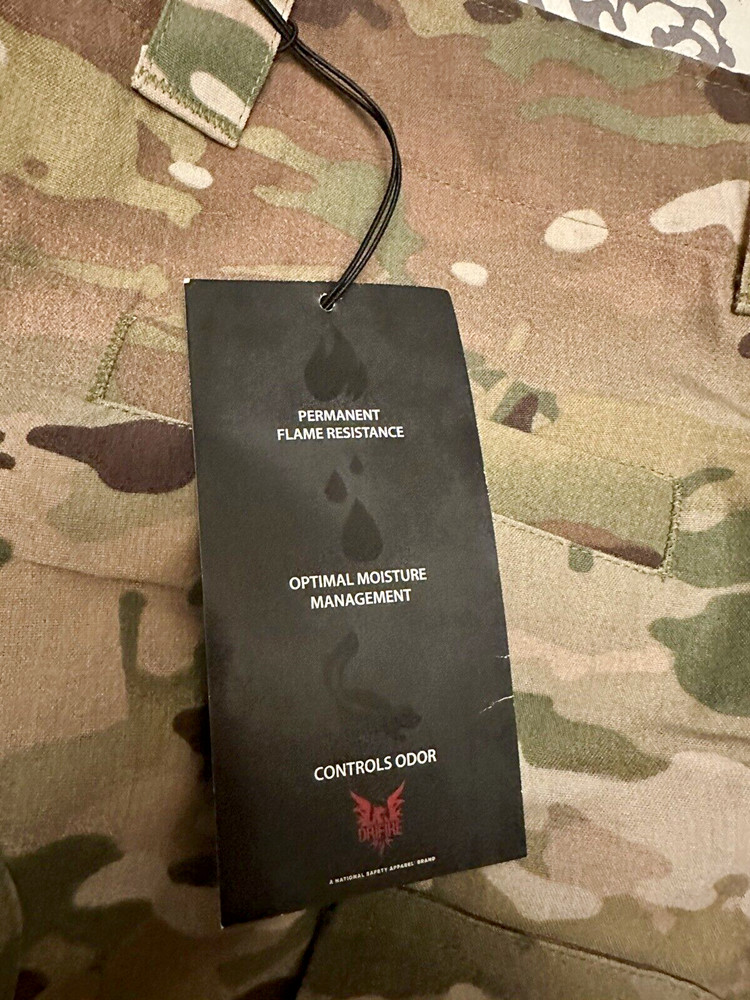 PERMANENT
FLAME RESISTANCE
OPTIMAL MOISTURE
MANAGEMENT
CONTROLS ODOR
DRIFIRE
A NATIONAL SAFETY APPAREL® BRAND